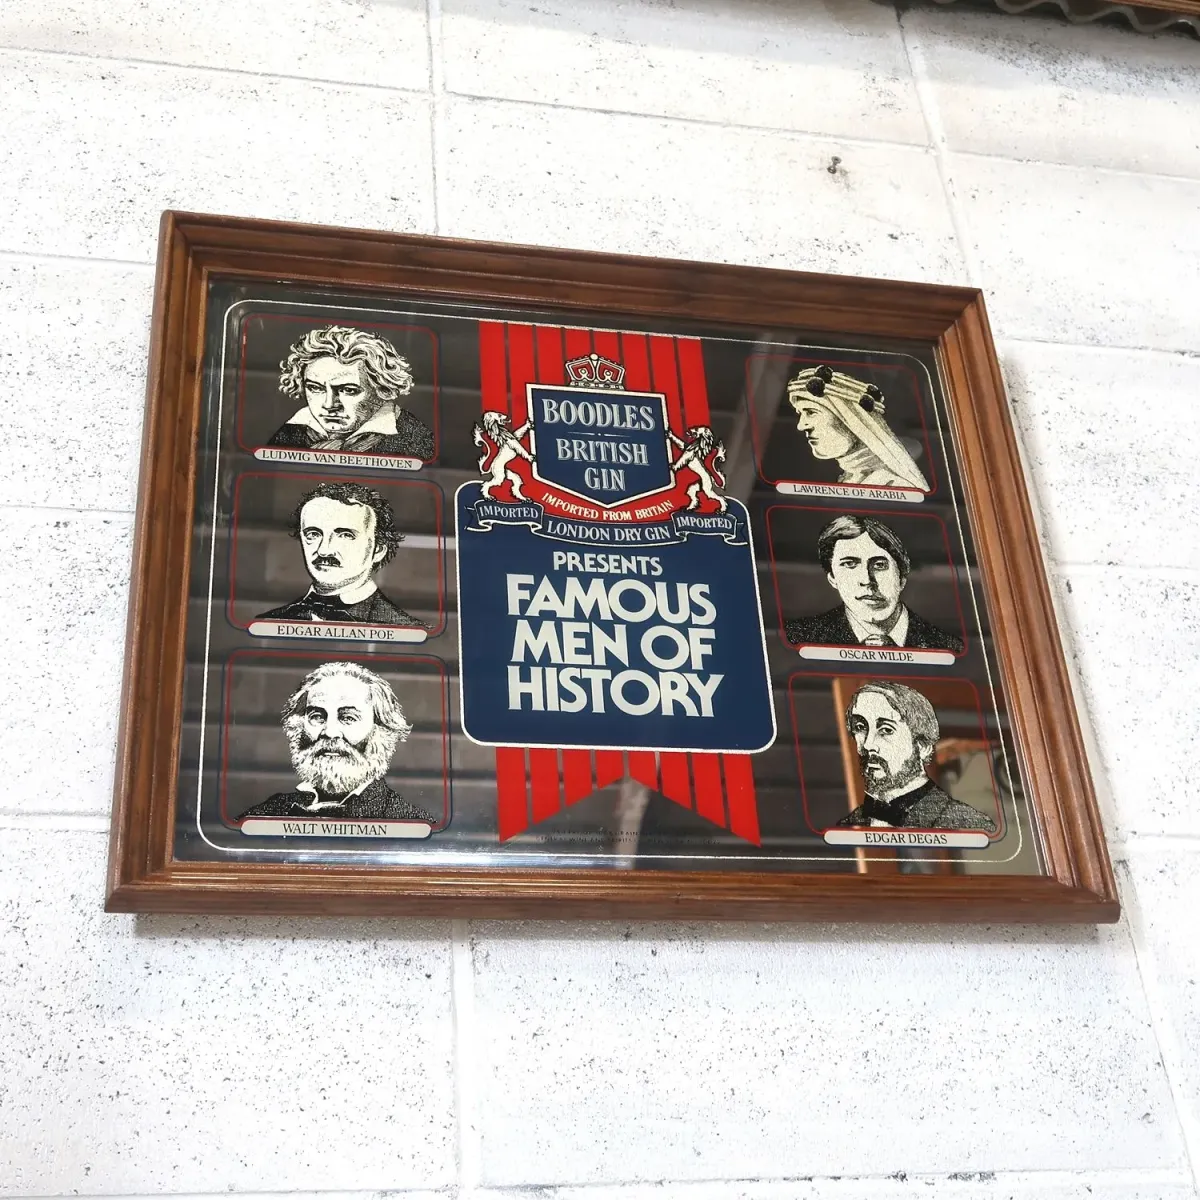 LUDWIG VAN BEETHOVEN
EDGAR ALLAN POE
WALT WHITMAN
BOODLES
BRITISH
GIN
IMPORTED FROM BRITAIN
IMPORTED
LONDON DRY GIN
IMPORTED
PRESENTS
FAMOUS
MEN OF
HISTORY
LAWRENCE OF ARABIA
OSCAR WILDE
EDGAR DEGAS